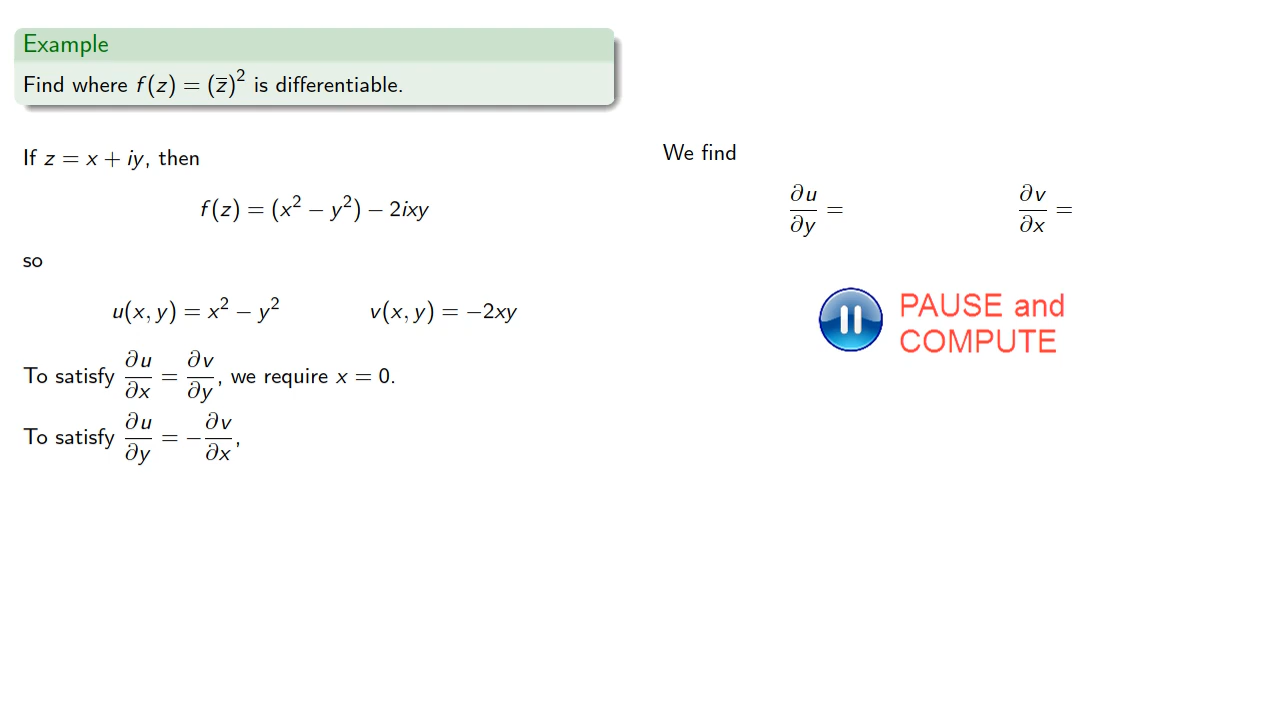 Example
Find where f(z) = (z̅)² is differentiable.
If z = x + iy, then
f(z) = (x² − y²) − 2ixy
so
u(x, y) = x² − y²    v(x, y) = −2xy
To satisfy ∂u/∂x = ∂v/∂y, we require x = 0.
To satisfy ∂u/∂y = −∂v/∂x,
We find
∂u/∂y =    ∂v/∂x =
PAUSE and
COMPUTE